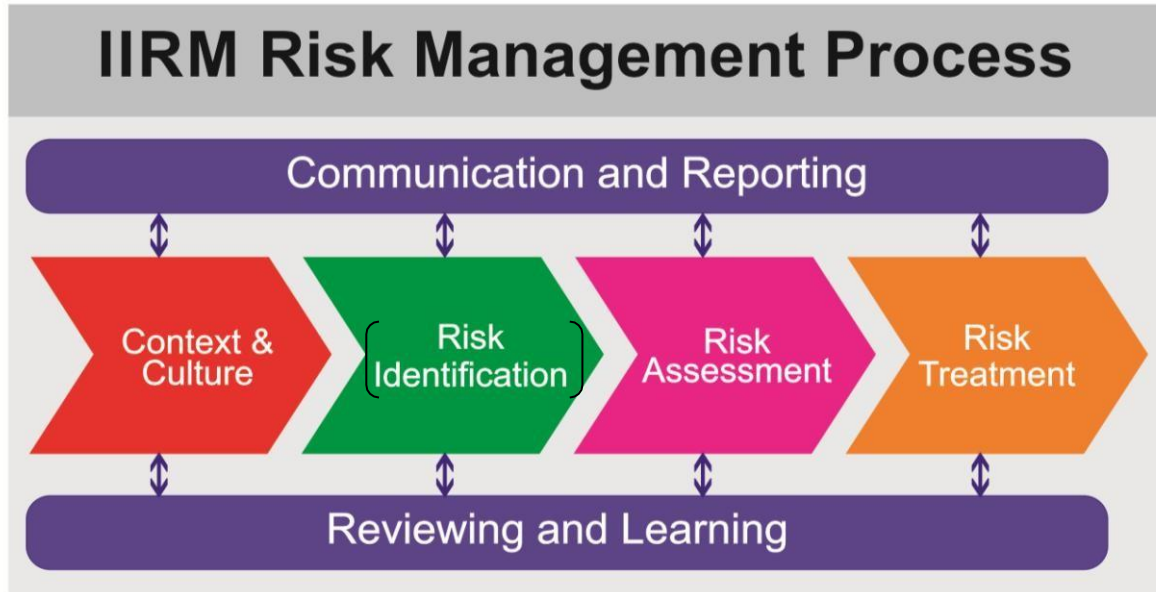 IIRM Risk Management Process
Communication and Reporting
Context &
Culture
Risk
Identification
Risk
Assessment
Risk
Treatment
Reviewing and Learning